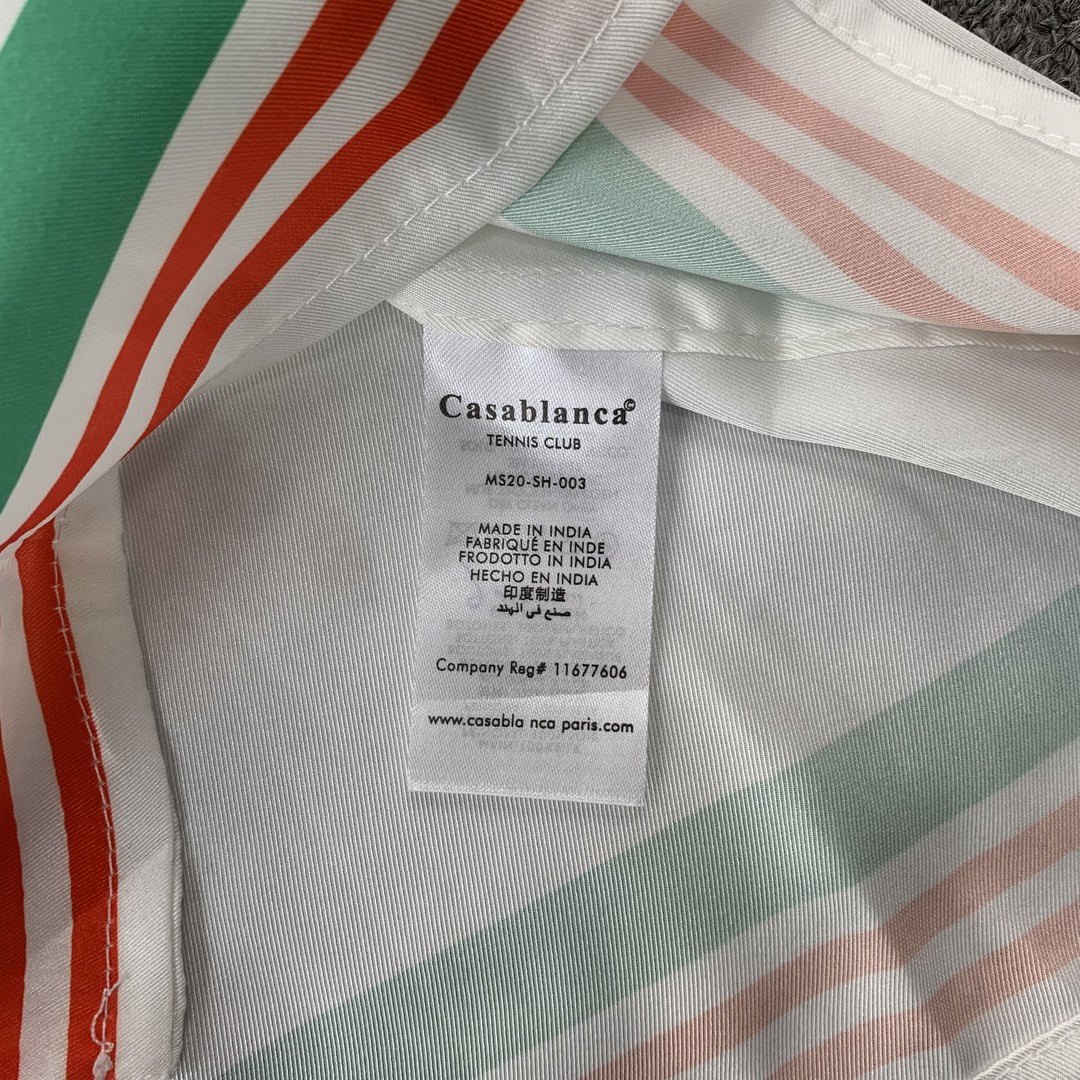 Casablanca©
TENNIS CLUB
MS20-SH-003
MADE IN INDIA
FABRIQUÉ EN INDE
FRODOTTO IN INDIA
HECHO EN INDIA
印度制造
صنع في الهند
Company Reg# 11677606
www.casabla nca paris.com